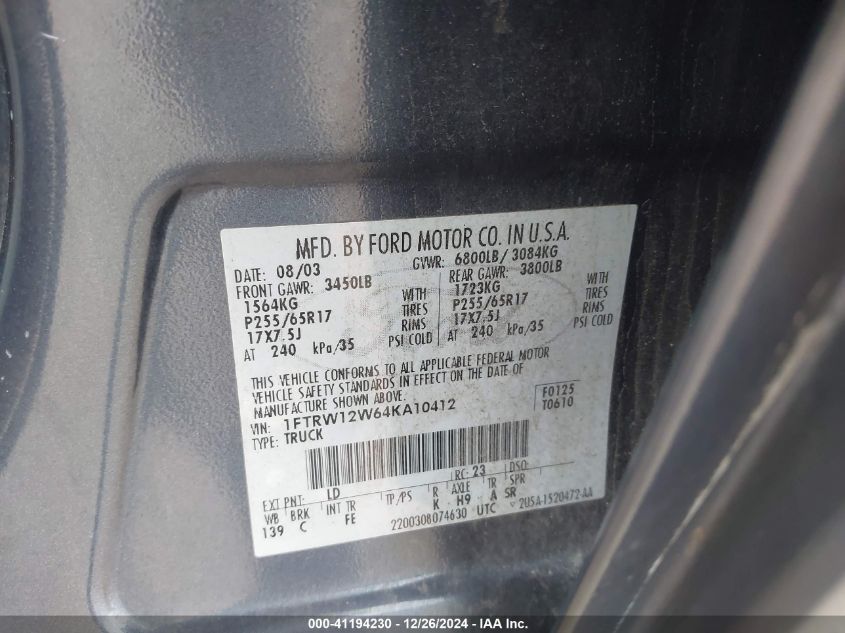 MFD. BY FORD MOTOR CO. IN U.S.A.
DATE: 08/03 GVWR: 6800LB/ 3084KG
FRONT GAWR: 3450LB REAR GAWR: 3800LB
1564KG WITH 1723KG WITH
P255/65R17 TIRES P255/65R17 TIRES
17X7.5J RIMS 17X7.5J RIMS
AT 240 kPa/35 PSI COLD AT 240 kPa/35 PSI COLD
THIS VEHICLE CONFORMS TO ALL APPLICABLE FEDERAL MOTOR
VEHICLE SAFETY STANDARDS IN EFFECT ON THE DATE OF
MANUFACTURE SHOWN ABOVE.
VIN: 1FTRW12W64KA10412 F0125
TYPE: TRUCK T0610
EXT PNT: LD RC: 23 DSO:
WB BRK INT TR TP/PS R AXLE TR SPR
139 C FE K H9 A SR
2200308074630 UTC 2U5A-1520472-AA
000-41194230 - 12/26/2024 - IAA Inc.